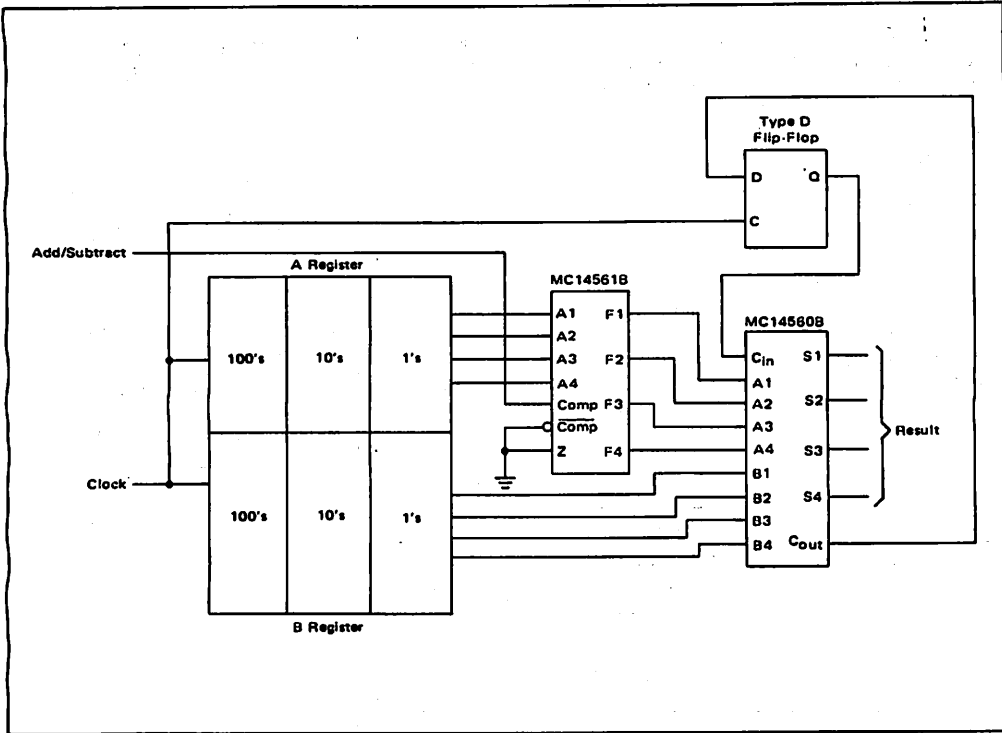 Type D
Flip-Flop
D Q
C
Add/Subtract
A Register
100's 10's 1's
MC14561B
A1 F1
A2
A3 F2
A4
Comp F3
Comp
Z F4
MC14560B
Cin S1
A1
A2 S2
A3
A4 S3
B1
B2 S4
B3
B4 Cout
Result
Clock
100's 10's 1's
B Register